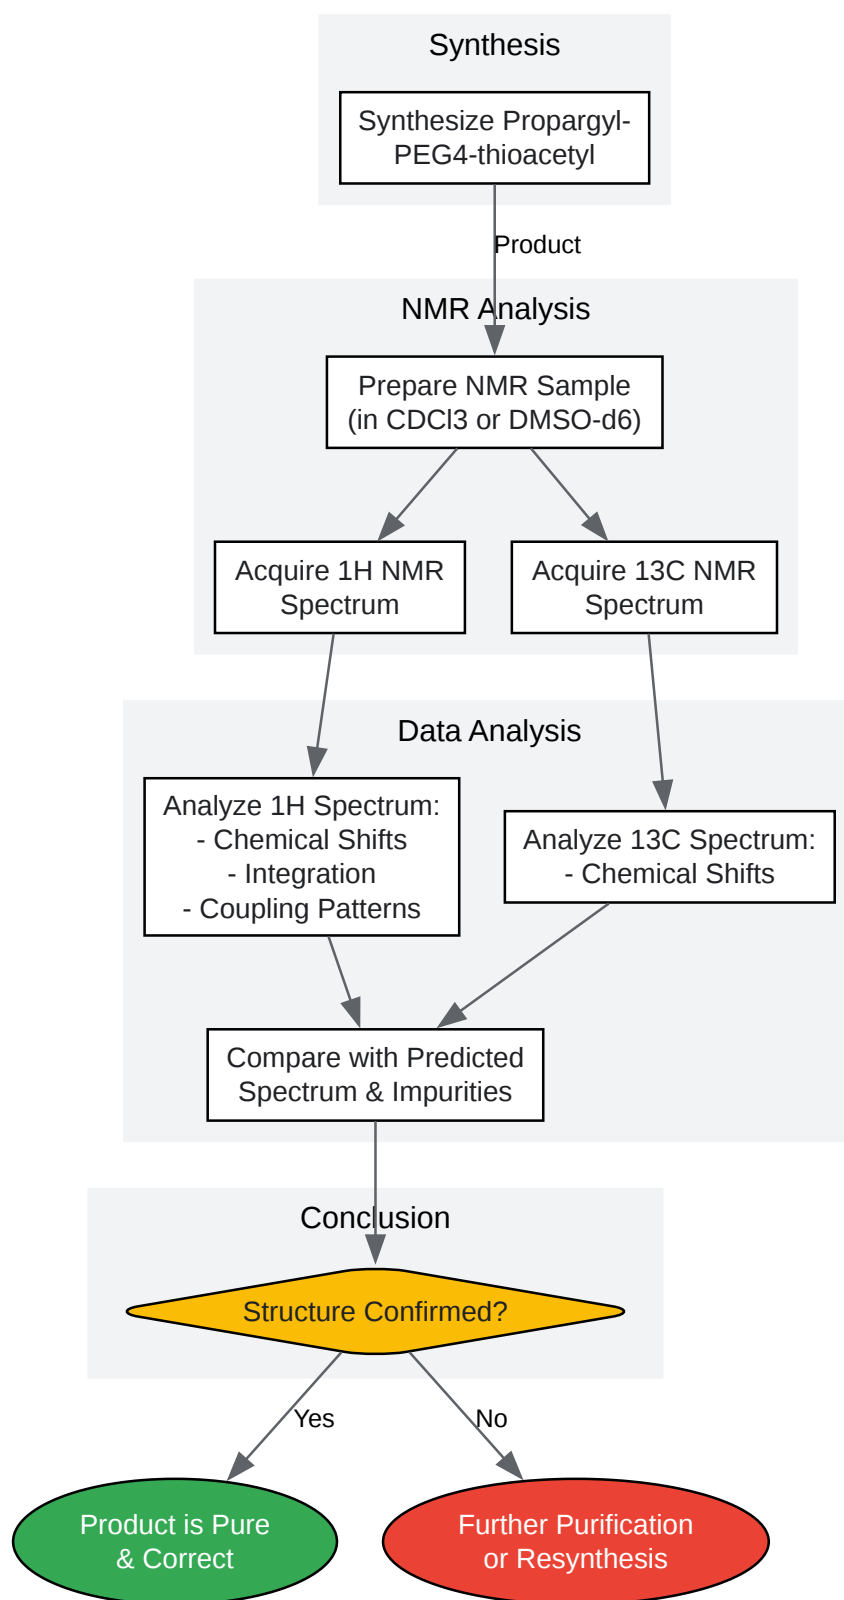 Synthesis
Synthesize Propargyl-
PEG4-thioacetyl
Product
NMR Analysis
Prepare NMR Sample
(in CDCl3 or DMSO-d6)
Acquire 1H NMR
Spectrum
Acquire 13C NMR
Spectrum
Data Analysis
Analyze 1H Spectrum:
- Chemical Shifts
- Integration
- Coupling Patterns
Analyze 13C Spectrum:
- Chemical Shifts
Compare with Predicted
Spectrum & Impurities
Conclusion
Structure Confirmed?
Yes
No
Product is Pure
& Correct
Further Purification
or Resynthesis